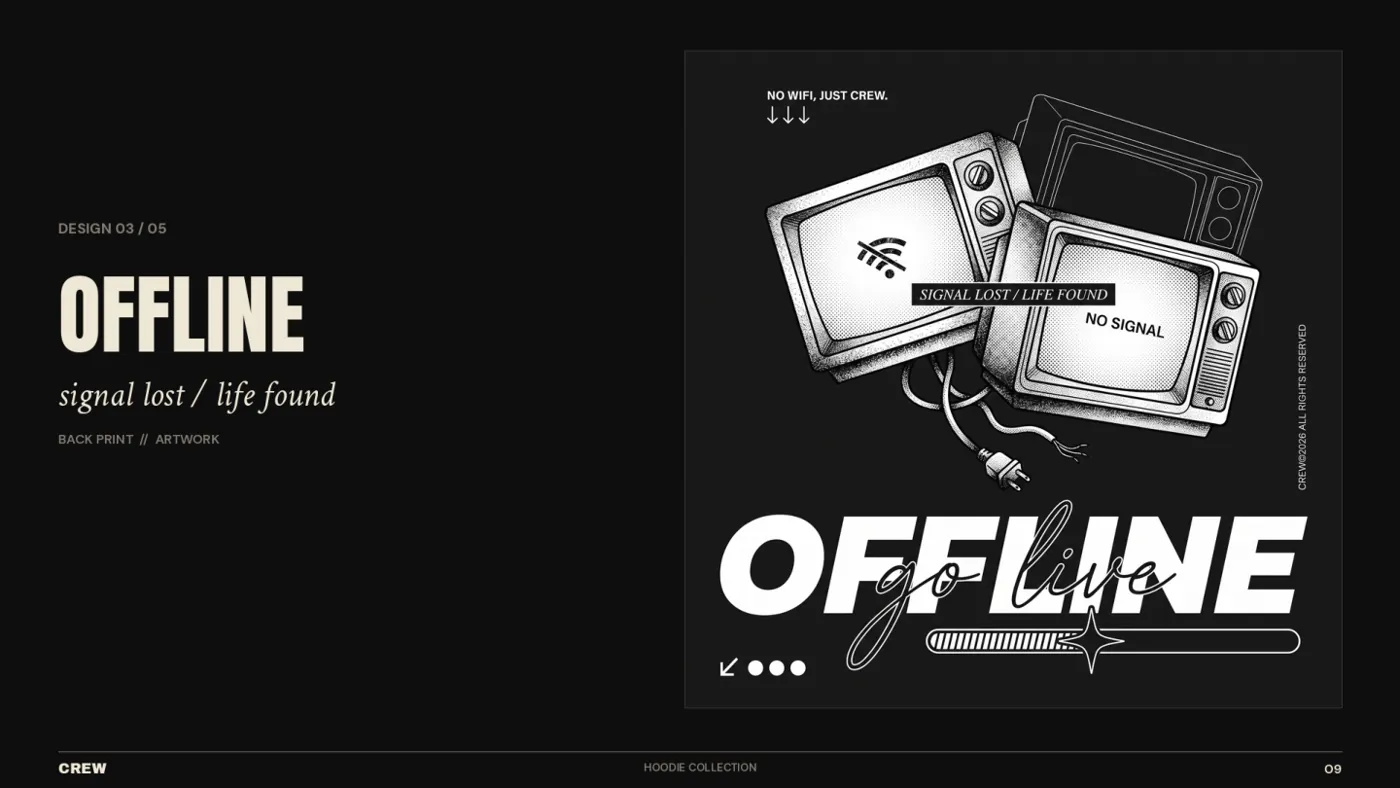 DESIGN 03 / 05
OFFLINE
signal lost / life found
BACK PRINT // ARTWORK
NO WIFI, JUST CREW.
↓↓↓
SIGNAL LOST / LIFE FOUND
NO SIGNAL
CREW©2026 ALL RIGHTS RESERVED
OFFLINE
go live
CREW
HOODIE COLLECTION
09